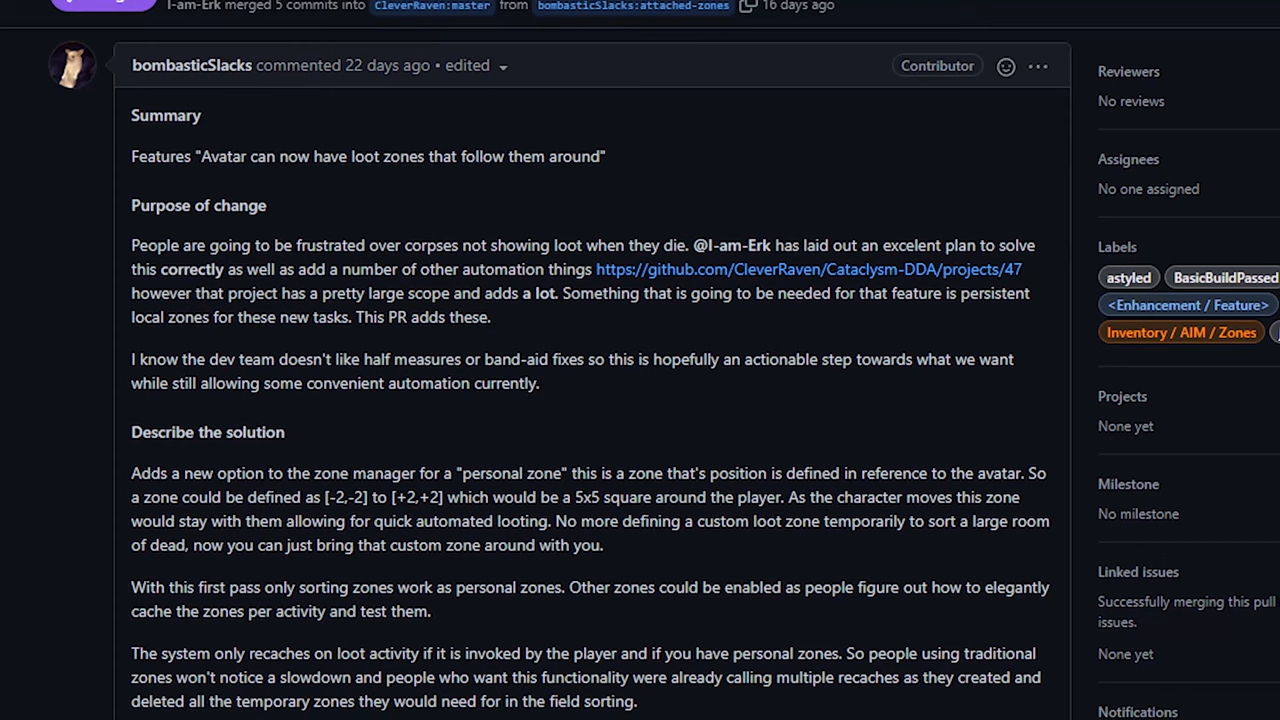 I-am-Erk merged 5 commits into CleverRaven:master from bombasticSlacks:attached-zones 16 days ago
bombasticSlacks commented 22 days ago • edited
Contributor
Summary
Features "Avatar can now have loot zones that follow them around"
Purpose of change
People are going to be frustrated over corpses not showing loot when they die. @I-am-Erk has laid out an excelent plan to solve
this correctly as well as add a number of other automation things https://github.com/CleverRaven/Cataclysm-DDA/projects/47
however that project has a pretty large scope and adds a lot. Something that is going to be needed for that feature is persistent
local zones for these new tasks. This PR adds these.
I know the dev team doesn't like half measures or band-aid fixes so this is hopefully an actionable step towards what we want
while still allowing some convenient automation currently.
Describe the solution
Adds a new option to the zone manager for a "personal zone" this is a zone that's position is defined in reference to the avatar. So
a zone could be defined as [-2,-2] to [+2,+2] which would be a 5x5 square around the player. As the character moves this zone
would stay with them allowing for quick automated looting. No more defining a custom loot zone temporarily to sort a large room
of dead, now you can just bring that custom zone around with you.
With this first pass only sorting zones work as personal zones. Other zones could be enabled as people figure out how to elegantly
cache the zones per activity and test them.
The system only recaches on loot activity if it is invoked by the player and if you have personal zones. So people using traditional
zones won't notice a slowdown and people who want this functionality were already calling multiple recaches as they created and
deleted all the temporary zones they would need for in the field sorting.
Reviewers
No reviews
Assignees
No one assigned
Labels
astyled BasicBuildPassed
<Enhancement / Feature>
Inventory / AIM / Zones
Projects
None yet
Milestone
No milestone
Linked issues
Successfully merging this pull
issues.
None yet
Notifications